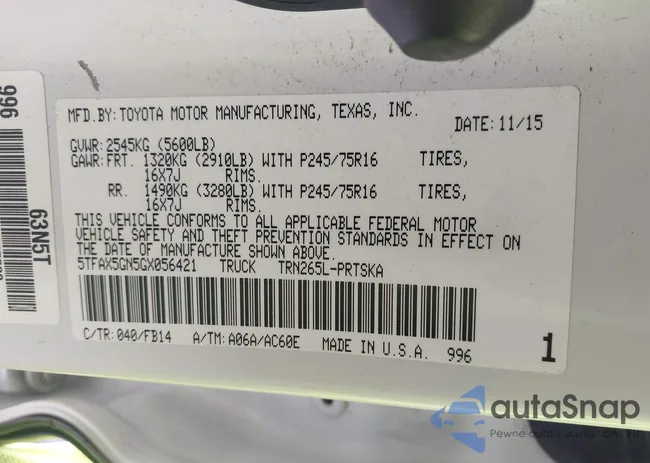 MFD.BY:TOYOTA MOTOR MANUFACTURING, TEXAS, INC.
DATE:11/15
GVWR:2545KG (5600LB)
GAWR:FRT. 1320KG (2910LB) WITH P245/75R16 TIRES,
16X7J RIMS.
RR. 1490KG (3280LB) WITH P245/75R16 TIRES,
16X7J RIMS.
THIS VEHICLE CONFORMS TO ALL APPLICABLE FEDERAL MOTOR
VEHICLE SAFETY AND THEFT PREVENTION STANDARDS IN EFFECT ON
THE DATE OF MANUFACTURE SHOWN ABOVE.
5TFAX5GN5GX056421 TRUCK TRN265L-PRTSKA
C/TR:040/FB14 A/TM:A06A/AC60E MADE IN U.S.A. 996 1
996
63N5T
autaSnap
Pewne auta z